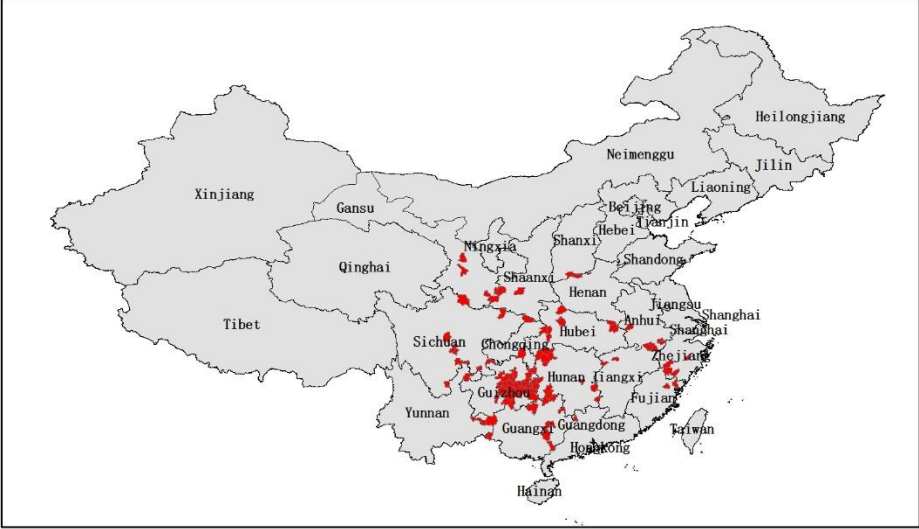 Heilongjiang
Neimenggu
Jilin
Liaoning
Xinjiang
Gansu
Beijing
Tianjin
Hebei
Shanxi
Ningxia
Shandong
Qinghai
Shaanxi
Henan
Jiangsu
Shanghai
Anhui
Tibet
Shanghai
Hubei
Sichuan
Chongqing
Zhejiang
Hunan
Jiangxi
Guizhou
Fujian
Yunnan
Guangxi
Guangdong
Taiwan
HongKong
Hainan